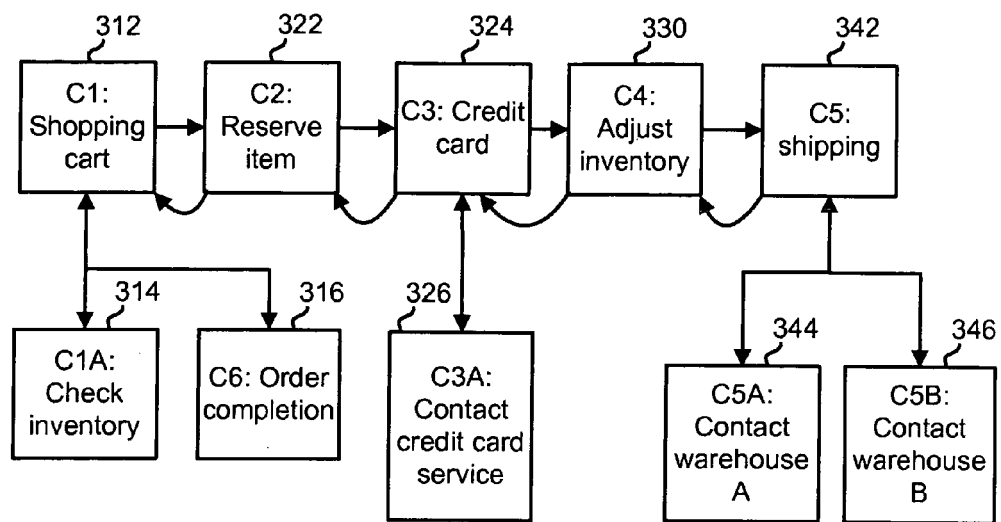 312
322
324
330
342
C1:
Shopping
cart
C2:
Reserve
item
C3: Credit
card
C4:
Adjust
inventory
C5:
shipping
314
316
326
344
346
C1A:
Check
inventory
C6: Order
completion
C3A:
Contact
credit card
service
C5A:
Contact
warehouse
A
C5B:
Contact
warehouse
B